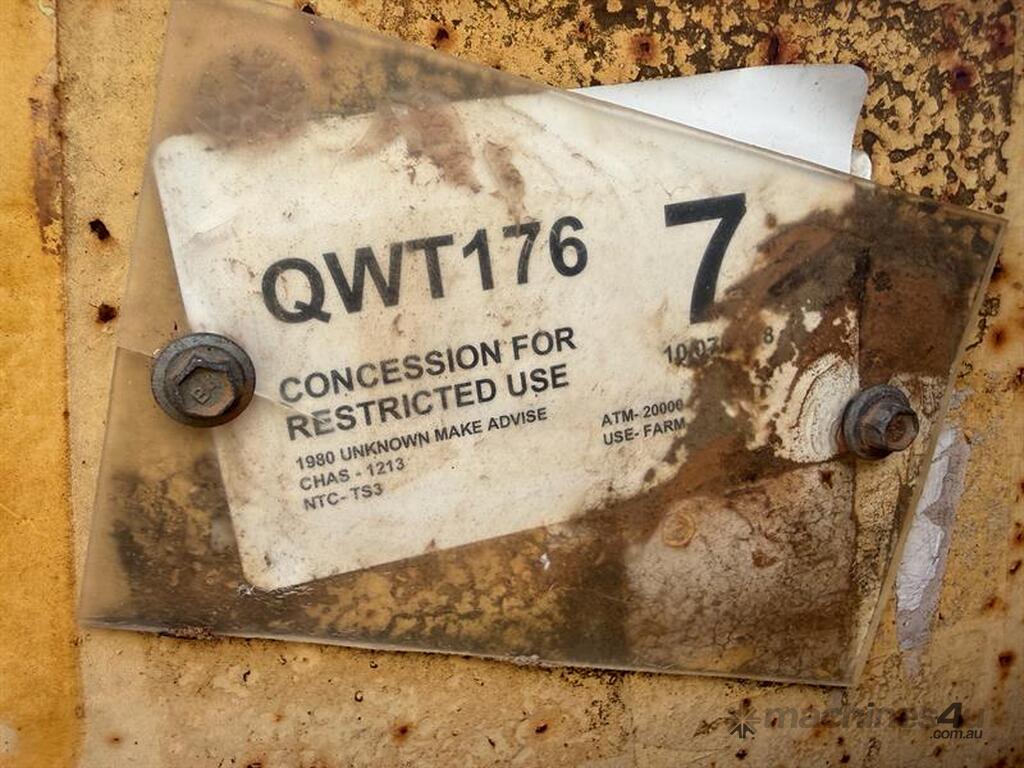 QWT176
7
CONCESSION FOR
RESTRICTED USE
1980 UNKNOWN MAKE ADVISE
CHAS - 1213
NTC- TS3
ATM- 20000
USE- FARM
machines4u
.com.au